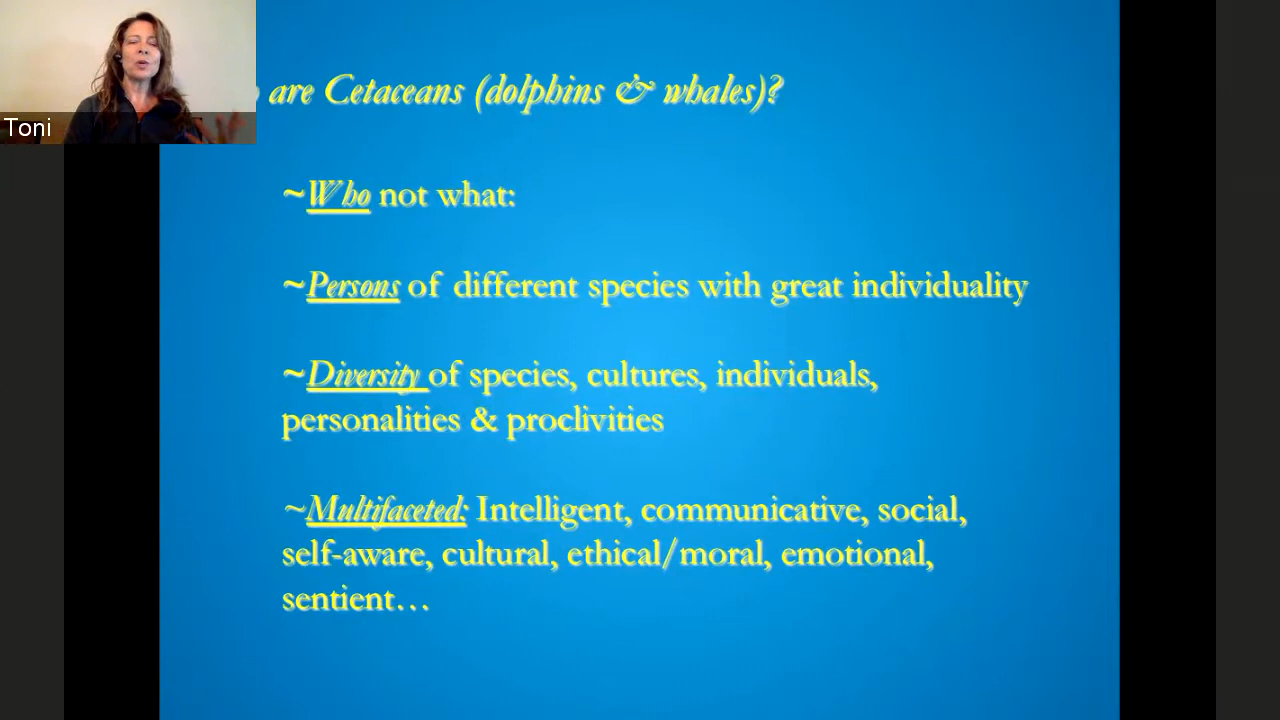 are Cetaceans (dolphins & whales)?
Toni
~Who not what:
~Persons of different species with great individuality
~Diversity of species, cultures, individuals,
personalities & proclivities
~Multifaceted: Intelligent, communicative, social,
self-aware, cultural, ethical/moral, emotional,
sentient…